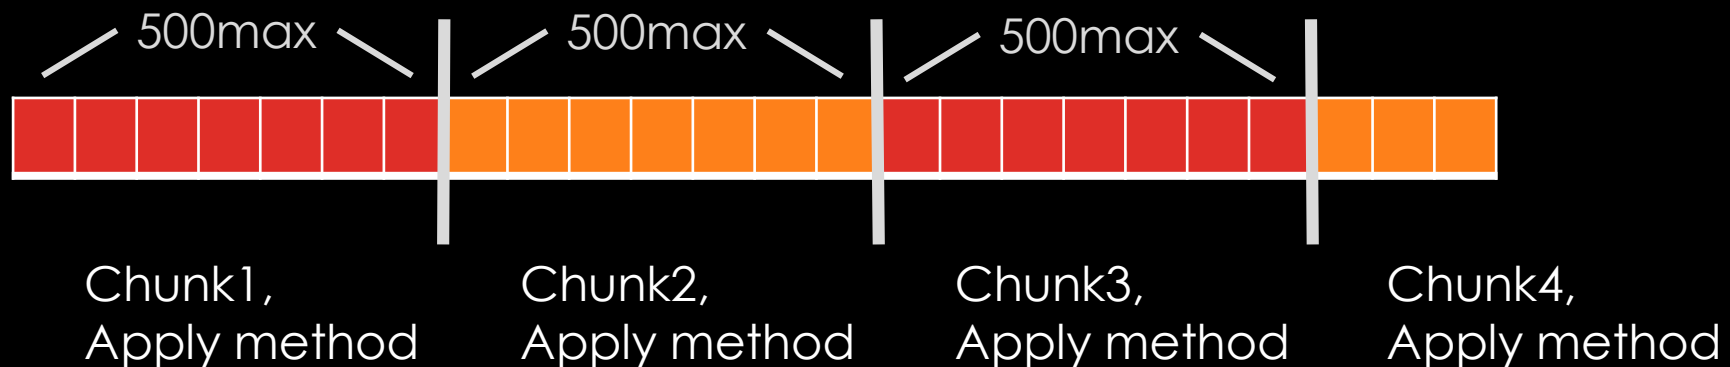 500max
500max
500max
Chunk1,
Apply method
Chunk2,
Apply method
Chunk3,
Apply method
Chunk4,
Apply method